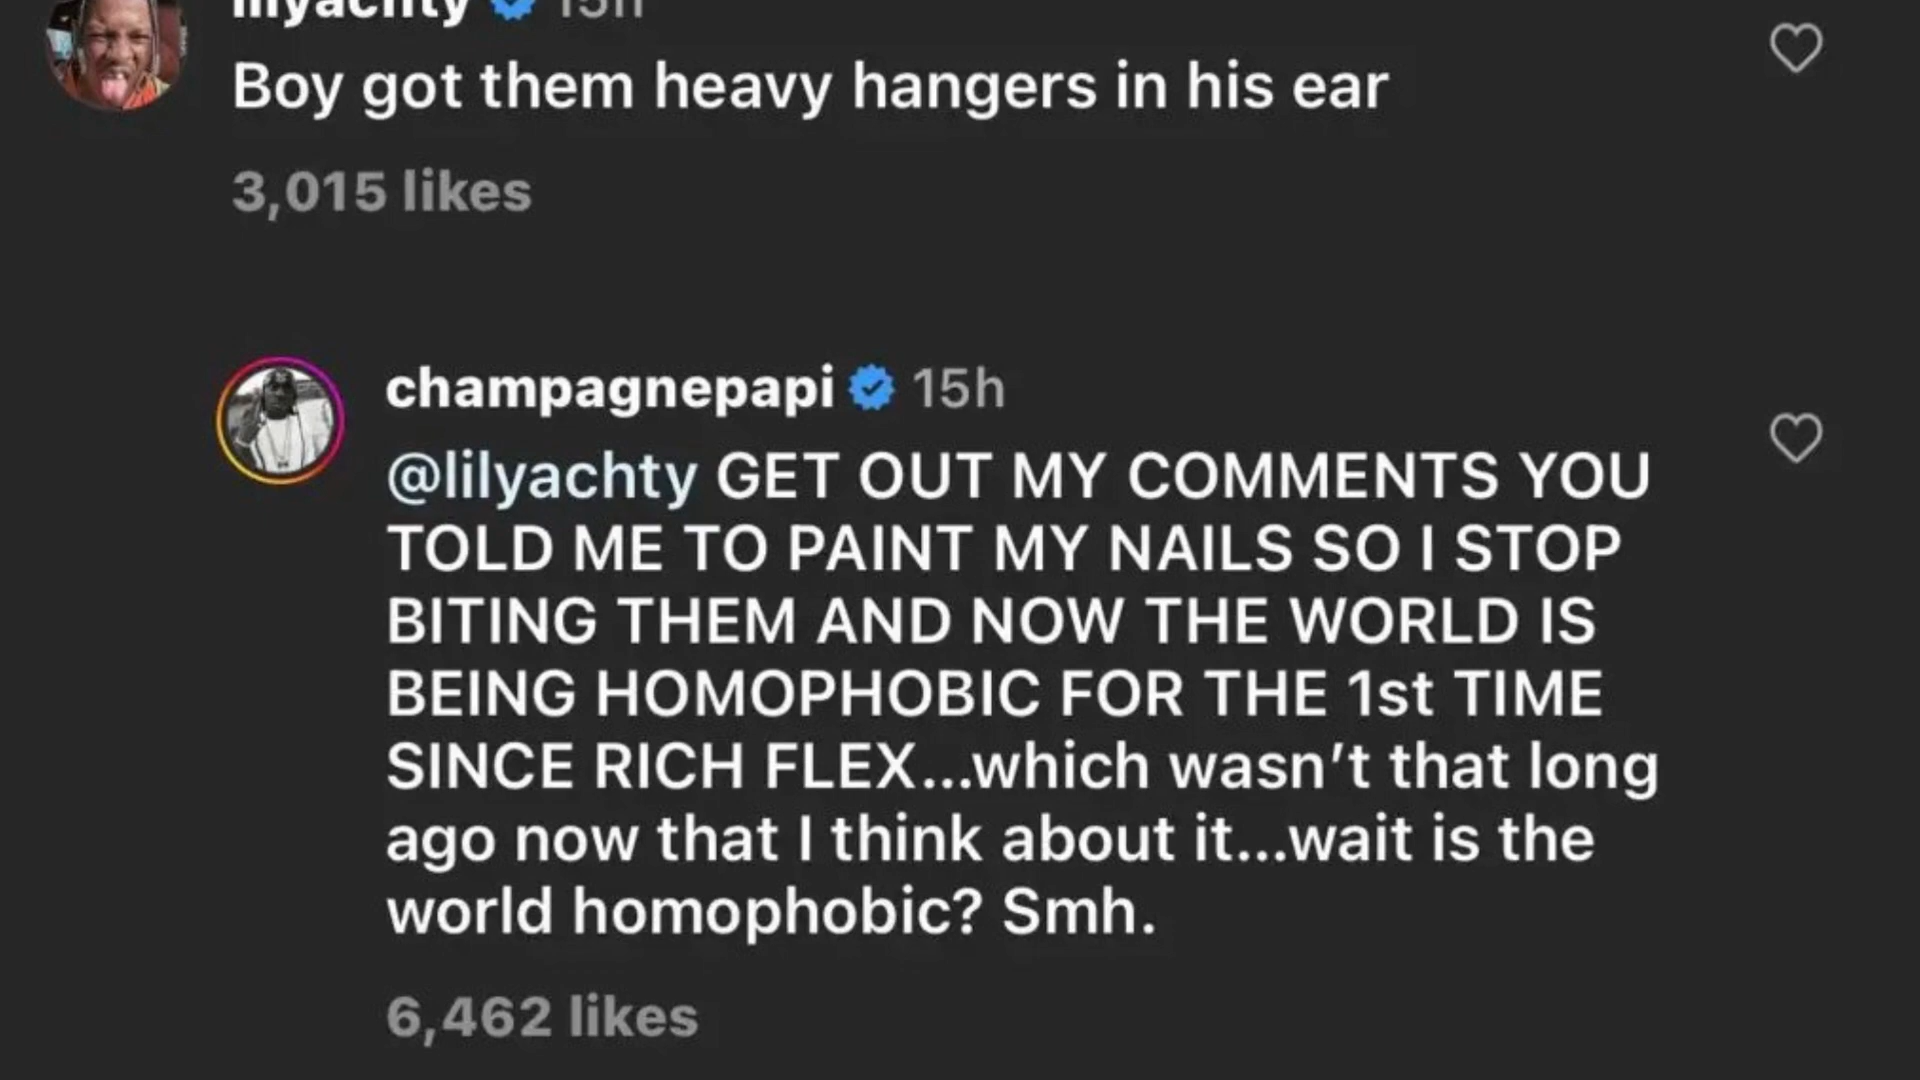 lilyachty 15h
Boy got them heavy hangers in his ear
3,015 likes
champagnepapi 15h
@lilyachty GET OUT MY COMMENTS YOU
TOLD ME TO PAINT MY NAILS SO I STOP
BITING THEM AND NOW THE WORLD IS
BEING HOMOPHOBIC FOR THE 1st TIME
SINCE RICH FLEX...which wasn’t that long
ago now that I think about it...wait is the
world homophobic? Smh.
6,462 likes